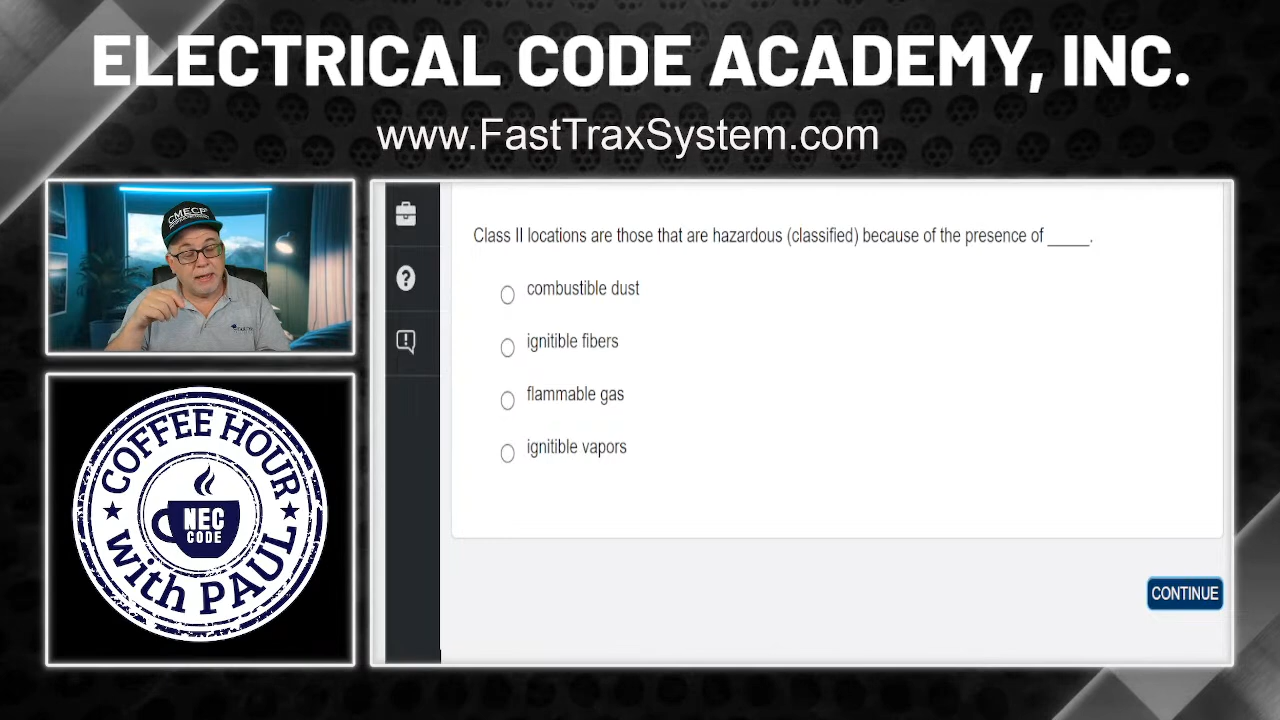 ELECTRICAL CODE ACADEMY, INC.
www.FastTraxSystem.com
CMECP
Class II locations are those that are hazardous (classified) because of the presence of _____.
combustible dust
ignitible fibers
flammable gas
ignitible vapors
CONTINUE
COFFEE HOUR
NEC
CODE
with PAUL